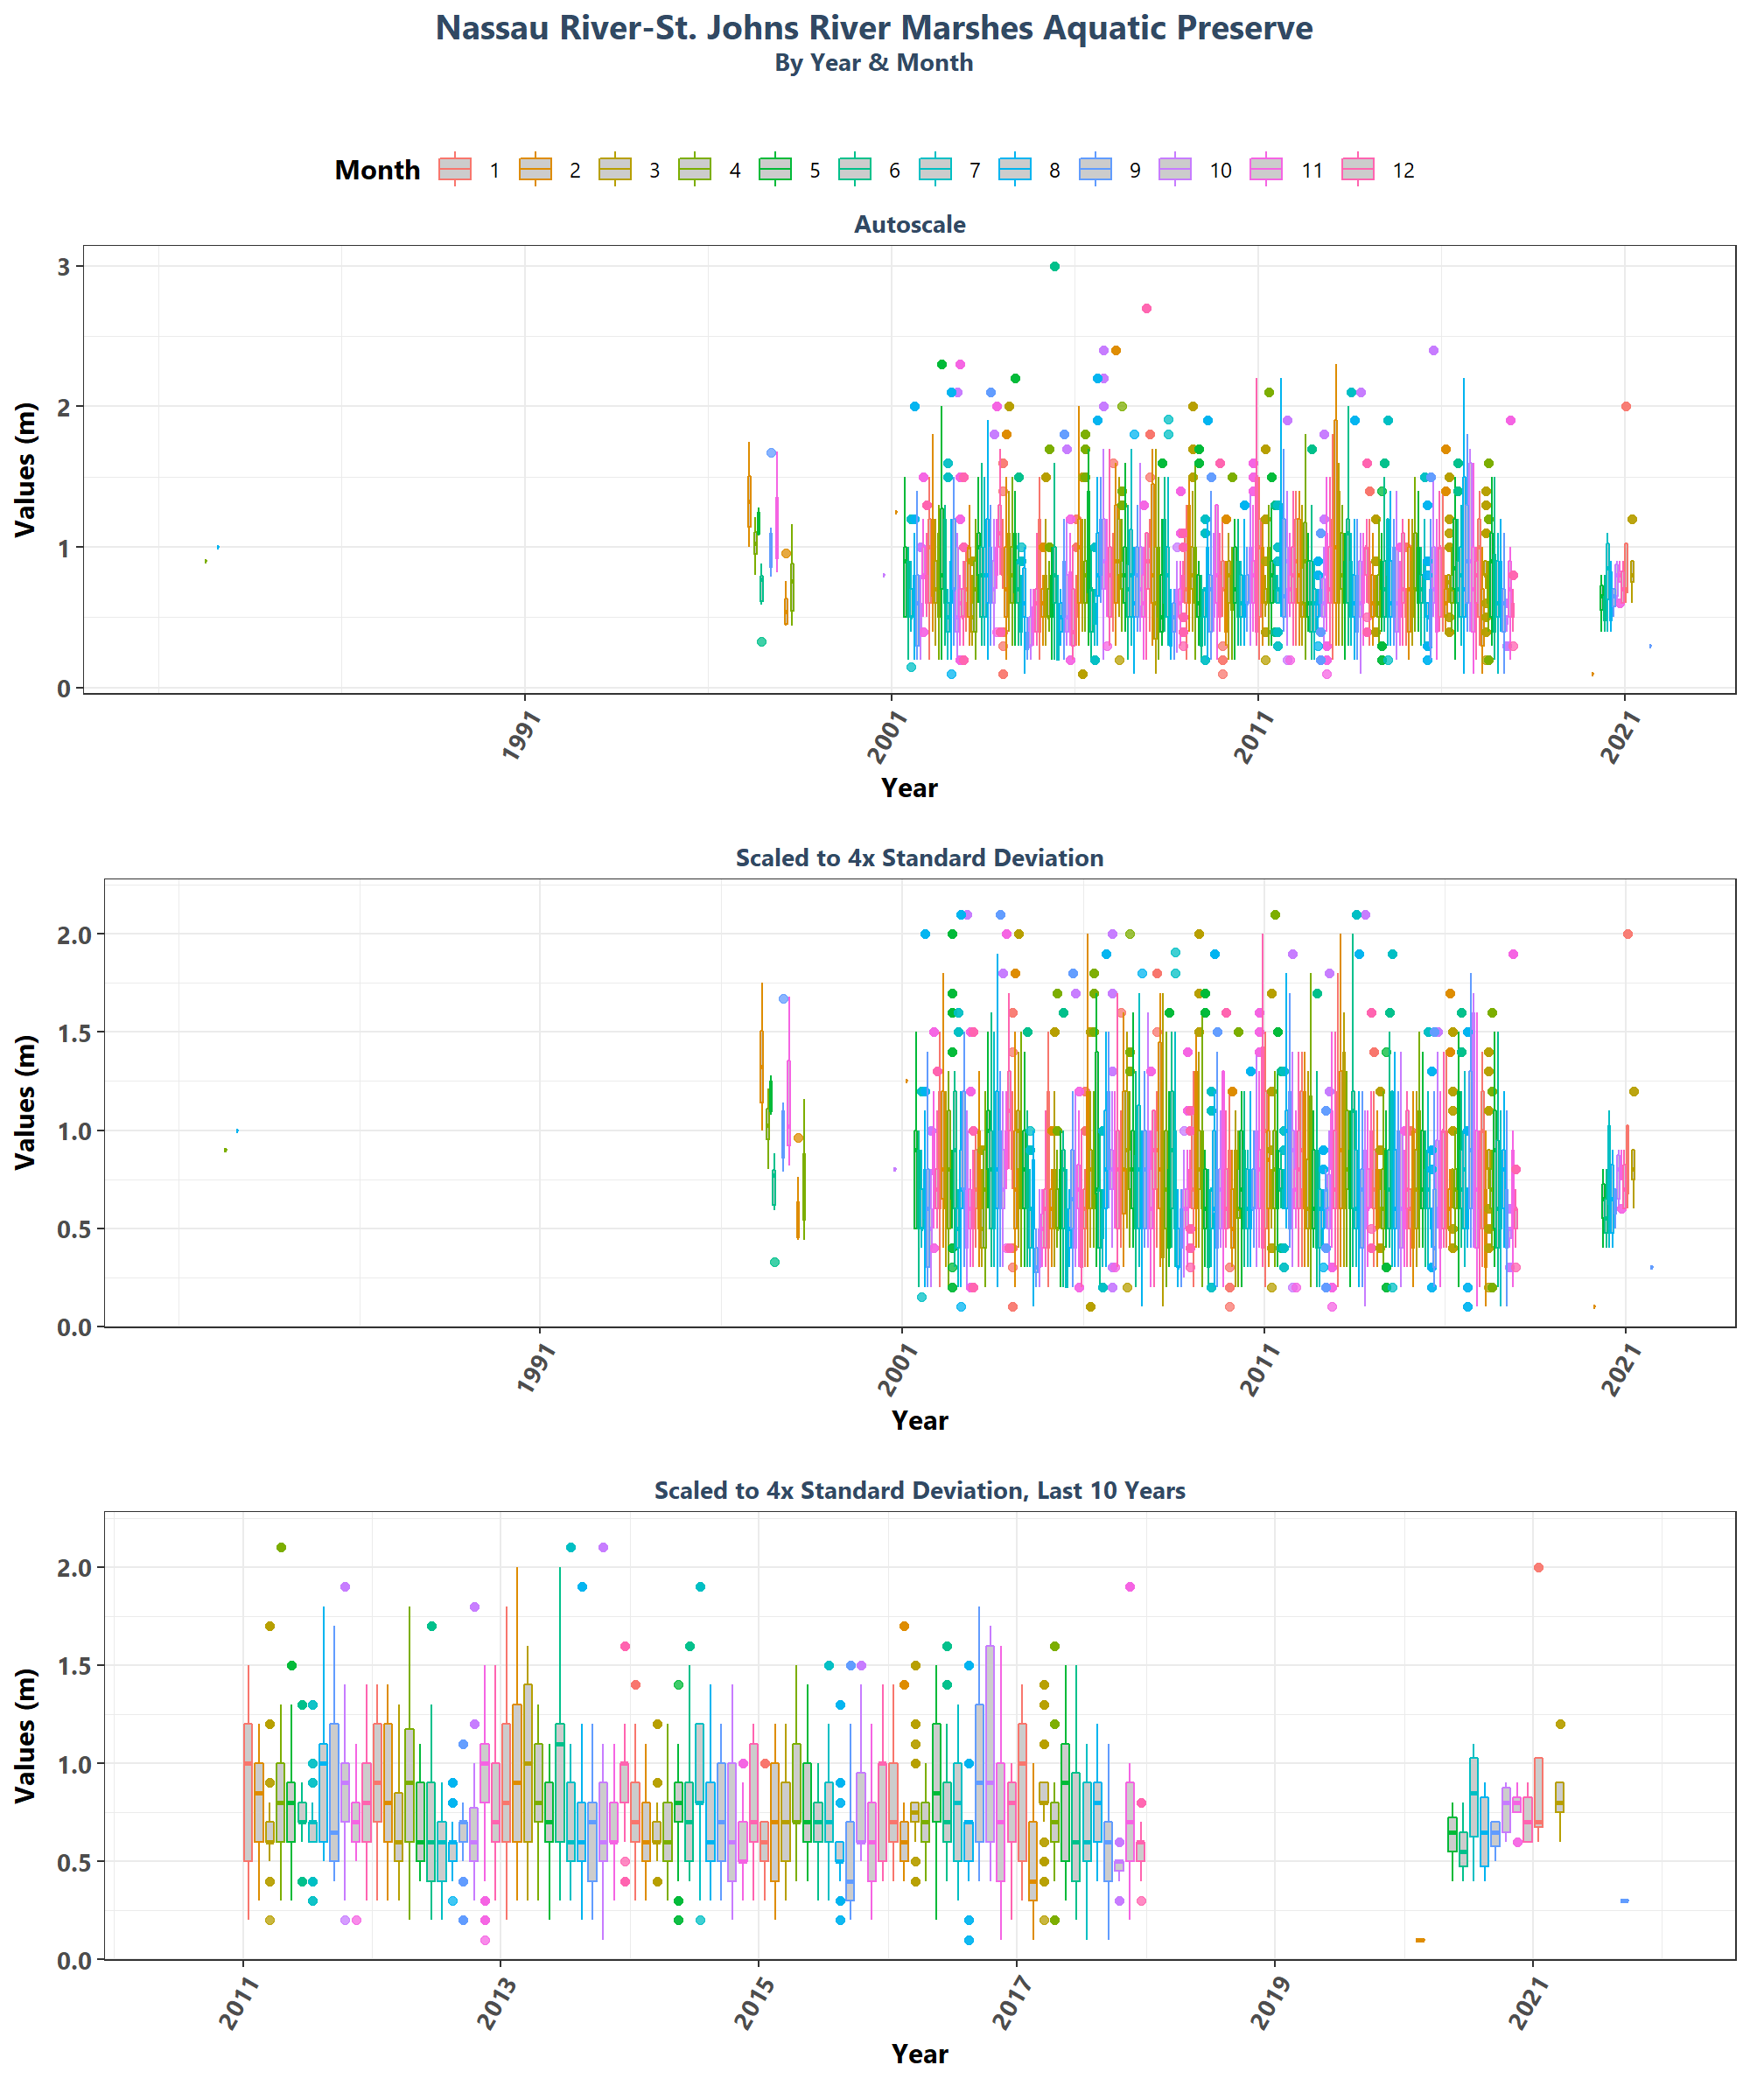 Nassau River-St. Johns River Marshes Aquatic Preserve
By Year & Month
Month 1 2 3 4 5 6 7 8 9 10 11 12
Autoscale
Values (m)
3
2
1
0
1991 2001 2011 2021
Year
Scaled to 4x Standard Deviation
Values (m)
2.0
1.5
1.0
0.5
0.0
1991 2001 2011 2021
Year
Scaled to 4x Standard Deviation, Last 10 Years
Values (m)
2.0
1.5
1.0
0.5
0.0
2011 2013 2015 2017 2019 2021
Year